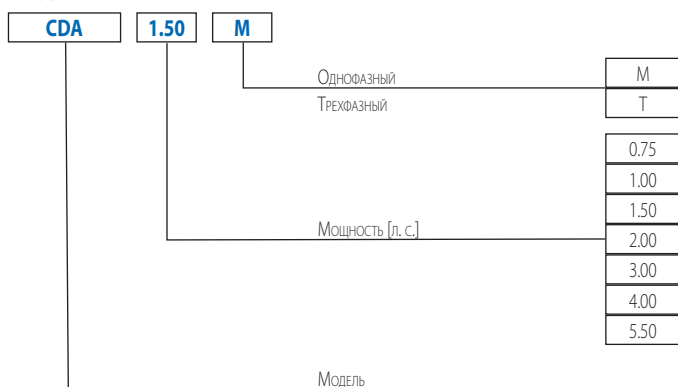 CDA 1.50 M
Однофазный M
Трехфазный T
0.75
1.00
1.50
Мощность [л. с.] 2.00
3.00
4.00
5.50
Модель